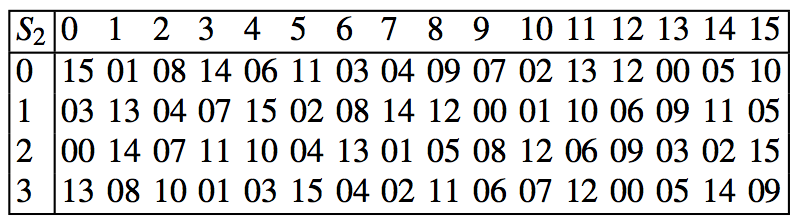 S2 0 1 2 3 4 5 6 7 8 9 10 11 12 13 14 15
0 15 01 08 14 06 11 03 04 09 07 02 13 12 00 05 10
1 03 13 04 07 15 02 08 14 12 00 01 10 06 09 11 05
2 00 14 07 11 10 04 13 01 05 08 12 06 09 03 02 15
3 13 08 10 01 03 15 04 02 11 06 07 12 00 05 14 09